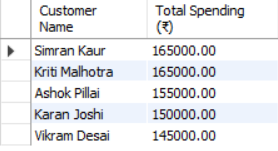 Customer Name Total Spending (₹)
Simran Kaur 165000.00
Kriti Malhotra 165000.00
Ashok Pillai 155000.00
Karan Joshi 150000.00
Vikram Desai 145000.00